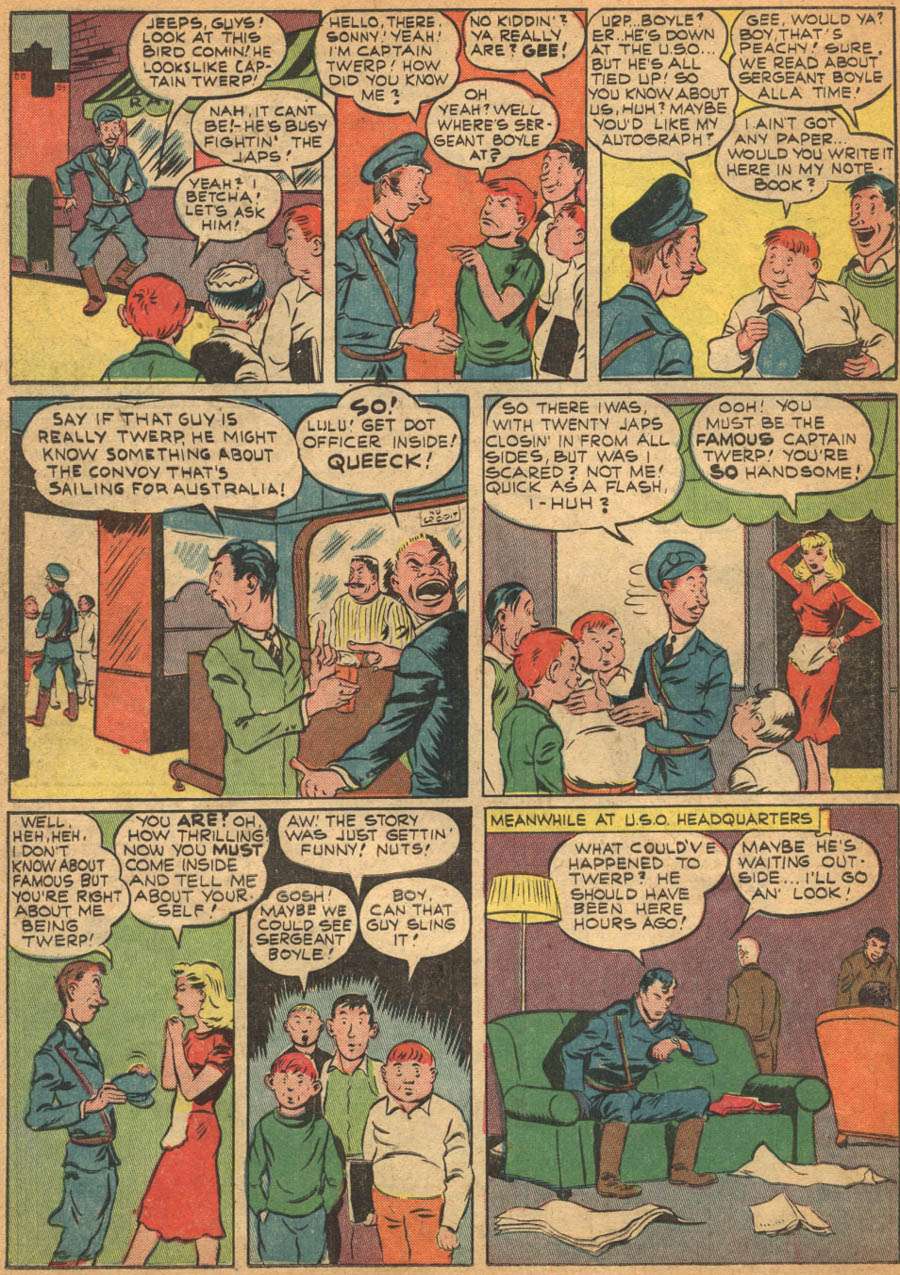 JEEPS, GUYS!
LOOK AT THIS
BIRD COMIN! HE
LOOKSLIKE CAP-
TAIN TWERP!
NAH, IT CANT
BE!- HE'S BUSY
FIGHTIN' THE
JAPS!
YEAH? I
BETCHA!
LET'S ASK
HIM!
HELLO, THERE,
SONNY! YEAH!
I'M CAPTAIN
TWERP! HOW
DID YOU KNOW
ME?
NO KIDDIN'?
YA REALLY
ARE? GEE!
OH
YEAH? WELL
WHERE'S SER-
GEANT BOYLE
AT?
URP...BOYLE?
ER..HE'S DOWN
AT THE U.SO...
BUT HE'S ALL
TIED UP! SO
YOU KNOW ABOUT
US, HUH? MAYBE
YOU'D LIKE MY
AUTOGRAPH?
GEE, WOULD YA?
BOY, THAT'S
PEACHY! SURE,
WE READ ABOUT
SERGEANT BOYLE
ALLA TIME!
I AIN'T GOT
ANY PAPER...
WOULD YOU WRITE IT
HERE IN MY NOTE-
BOOK?
SAY IF THAT GUY IS
REALLY TWERP, HE MIGHT
KNOW SOMETHING ABOUT
THE CONVOY THAT'S
SAILING FOR AUSTRALIA!
SO!
LULU! GET DOT
OFFICER INSIDE!
QUEECK!
SO THERE I WAS,
WITH TWENTY JAPS
CLOSIN' IN FROM ALL
SIDES, BUT WAS I
SCARED? NOT ME!
QUICK AS A FLASH,
I-HUH?
OOH! YOU
MUST BE THE
FAMOUS CAPTAIN
TWERP! YOU'RE
SO HANDSOME!
WELL,
HEH, HEH,
I DON'T
KNOW ABOUT
FAMOUS BUT
YOU'RE RIGHT
ABOUT ME
BEING
TWERP!
YOU ARE? OH,
HOW THRILLING!
NOW YOU MUST
COME INSIDE
AND TELL ME
ABOUT YOUR-
SELF!
AW! THE STORY
WAS JUST GETTIN'
FUNNY! NUTS!
GOSH!
MAYBE WE
COULD SEE
SERGEANT
BOYLE!
BOY,
CAN THAT
GUY SLING
IT!
MEANWHILE AT U.S.O. HEADQUARTERS
WHAT COULD'VE
HAPPENED TO
TWERP? HE
SHOULD HAVE
BEEN HERE
HOURS AGO!
MAYBE HE'S
WAITING OUT-
SIDE...I'LL GO
AN' LOOK!